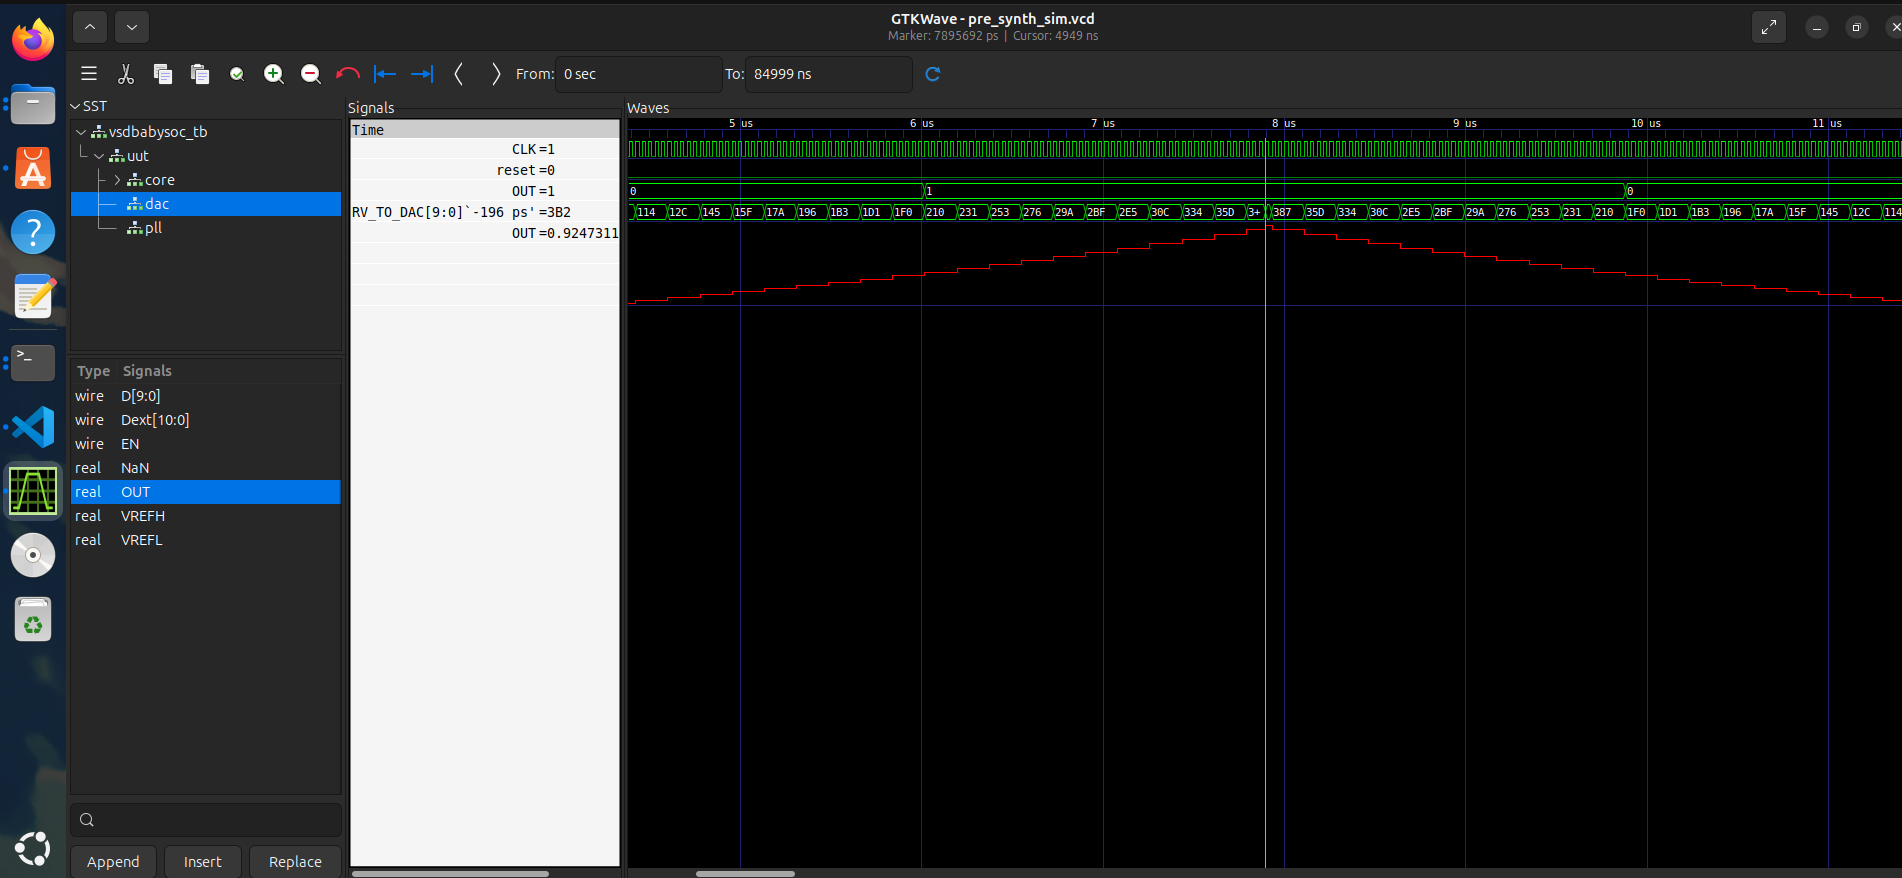 GTKWave - pre_synth_sim.vcd
Marker: 7895692 ps | Cursor: 4949 ns
From: 0 sec To: 84999 ns
SST
vsdbabysoc_tb
uut
core
dac
pll
Type Signals
wire D[9:0]
wire Dext[10:0]
wire EN
real NaN
real OUT
real VREFH
real VREFL
Append Insert Replace
Signals
Time
CLK=1
reset=0
OUT=1
RV_TO_DAC[9:0]`-196 ps'=3B2
OUT=0.9247311
Waves
5 us 6 us 7 us 8 us 9 us 10 us 11 us
0 1 0
114 12C 145 15F 17A 196 1B3 1D1 1F0 210 231 253 276 29A 2BF 2E5 30C 334 35D 3+ 387 35D 334 30C 2E5 2BF 29A 276 253 231 210 1F0 1D1 1B3 196 17A 15F 145 12C 114
>_
?